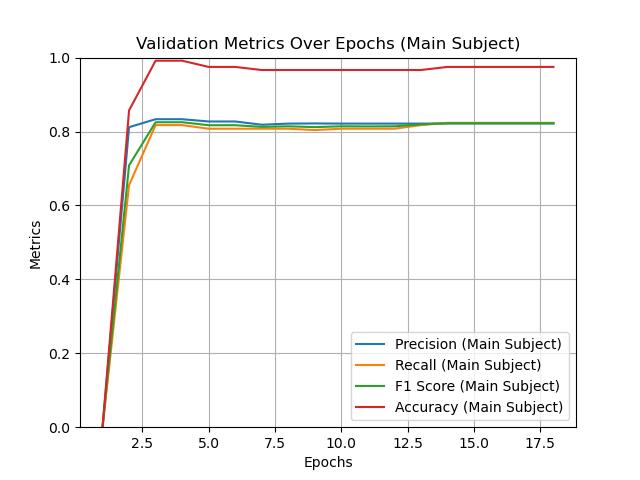 Validation Metrics Over Epochs (Main Subject)
1.0
0.8
0.6
0.4
0.2
0.0
Metrics
2.5 5.0 7.5 10.0 12.5 15.0 17.5
Epochs
Precision (Main Subject)
Recall (Main Subject)
F1 Score (Main Subject)
Accuracy (Main Subject)